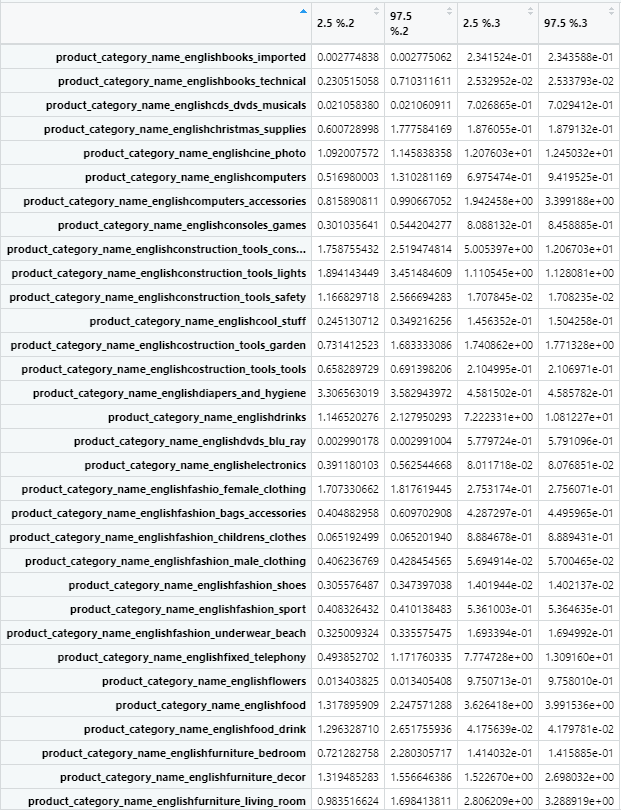 2.5 %.2 97.5 %.2 2.5 %.3 97.5 %.3
product_category_name_englishbooks_imported 0.002774838 0.002775062 2.341524e-01 2.343588e-01
product_category_name_englishbooks_technical 0.230515058 0.710311611 2.532952e-02 2.533793e-02
product_category_name_englishcds_dvds_musicals 0.021058380 0.021060911 7.026865e-01 7.029412e-01
product_category_name_englishchristmas_supplies 0.600728998 1.777584169 1.876055e-01 1.879132e-01
product_category_name_englishcine_photo 1.092007572 1.145838358 1.207603e+01 1.245032e+01
product_category_name_englishcomputers 0.516980003 1.310281169 6.975474e-01 9.419525e-01
product_category_name_englishcomputers_accessories 0.815890811 0.990667052 1.942458e+00 3.399188e+00
product_category_name_englishconsoles_games 0.301035641 0.544204277 8.088132e-01 8.458885e-01
product_category_name_englishconstruction_tools_cons... 1.758755432 2.519474814 5.005397e+00 1.206703e+01
product_category_name_englishconstruction_tools_lights 1.894143449 3.451484609 1.110545e+00 1.128081e+00
product_category_name_englishconstruction_tools_safety 1.166829718 2.566694283 1.707845e-02 1.708235e-02
product_category_name_englishcool_stuff 0.245130712 0.349216256 1.456352e-01 1.504258e-01
product_category_name_englishcostruction_tools_garden 0.731412523 1.683333086 1.740862e+00 1.771328e+00
product_category_name_englishcostruction_tools_tools 0.658289729 0.691398206 2.104995e-01 2.106971e-01
product_category_name_englishdiapers_and_hygiene 3.306563019 3.582943972 4.581502e-01 4.585782e-01
product_category_name_englishdrinks 1.146520276 2.127950293 7.222331e+00 1.081227e+01
product_category_name_englishdvds_blu_ray 0.002990178 0.002991004 5.779724e-01 5.791096e-01
product_category_name_englishelectronics 0.391180103 0.562544668 8.011718e-02 8.076851e-02
product_category_name_englishfashio_female_clothing 1.707330662 1.817619445 2.753174e-01 2.756071e-01
product_category_name_englishfashion_bags_accessories 0.404882958 0.609702908 4.287297e-01 4.495965e-01
product_category_name_englishfashion_childrens_clothes 0.065192499 0.065201940 8.884678e-01 8.889431e-01
product_category_name_englishfashion_male_clothing 0.406236769 0.428454565 5.694914e-02 5.700465e-02
product_category_name_englishfashion_shoes 0.305576487 0.347397038 1.401944e-02 1.402137e-02
product_category_name_englishfashion_sport 0.408326432 0.410138483 5.361003e-01 5.364635e-01
product_category_name_englishfashion_underwear_beach 0.325009324 0.335575475 1.693394e-01 1.694992e-01
product_category_name_englishfixed_telephony 0.493852702 1.171760335 7.774728e+00 1.309160e+01
product_category_name_englishflowers 0.013403825 0.013405408 9.750713e-01 9.758010e-01
product_category_name_englishfood 1.317895909 2.247571288 3.626418e+00 3.991536e+00
product_category_name_englishfood_drink 1.296328710 2.651755936 4.175639e-02 4.179781e-02
product_category_name_englishfurniture_bedroom 0.721282758 2.280305717 1.414032e-01 1.415885e-01
product_category_name_englishfurniture_decor 1.319485283 1.556646386 1.522670e+00 2.698032e+00
product_category_name_englishfurniture_living_room 0.983516624 1.698413811 2.806209e+00 3.288919e+00